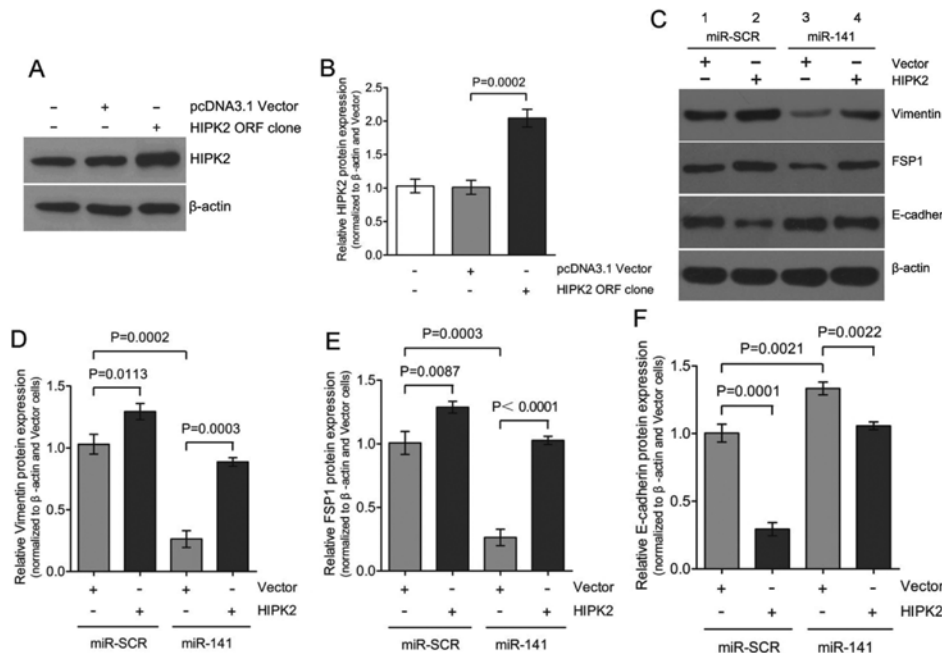 A
- + - pcDNA3.1 Vector
- - + HIPK2 ORF clone
HIPK2
β-actin
B
Relative HIPK2 protein expression
(normalized to β-actin and Vector)
P=0.0002
2.5
2.0
1.5
1.0
0.5
0.0
- + - pcDNA3.1 Vector
- - + HIPK2 ORF clone
C
1 2 3 4
miR-SCR miR-141
+ - + - Vector
- + - + HIPK2
Vimentin
FSP1
E-cadher
β-actin
D
Relative Vimentin protein expression
(normalized to β-actin and Vector cells)
P=0.0002
P=0.0113
P=0.0003
1.5
1.0
0.5
0.0
+ - + - Vector
- + - + HIPK2
miR-SCR miR-141
E
Relative FSP1 protein expression
(normalized to β-actin and Vector cells)
P=0.0003
P=0.0087
P< 0.0001
1.5
1.0
0.5
0.0
+ - + - Vector
- + - + HIPK2
miR-SCR miR-141
F
Relative E-cadherin protein expression
(normalized to β-actin and Vector cells)
P=0.0022
P=0.0021
P=0.0001
1.5
1.0
0.5
0.0
+ - + - Vector
- + - + HIPK2
miR-SCR miR-141